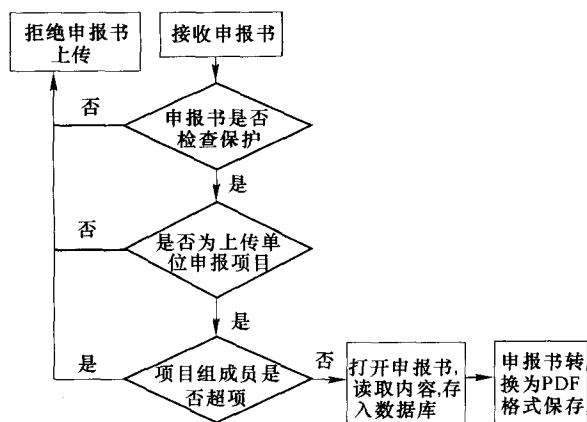 拒绝申报书
上传
接收申报书
否
申报书是否
检查保护
是
否
是否为上传单
位申报项目
是
是
项目组成员是
否超项
否
打开申报书,
读取内容,存
入数据库
申报书转
换为PDF
格式保存